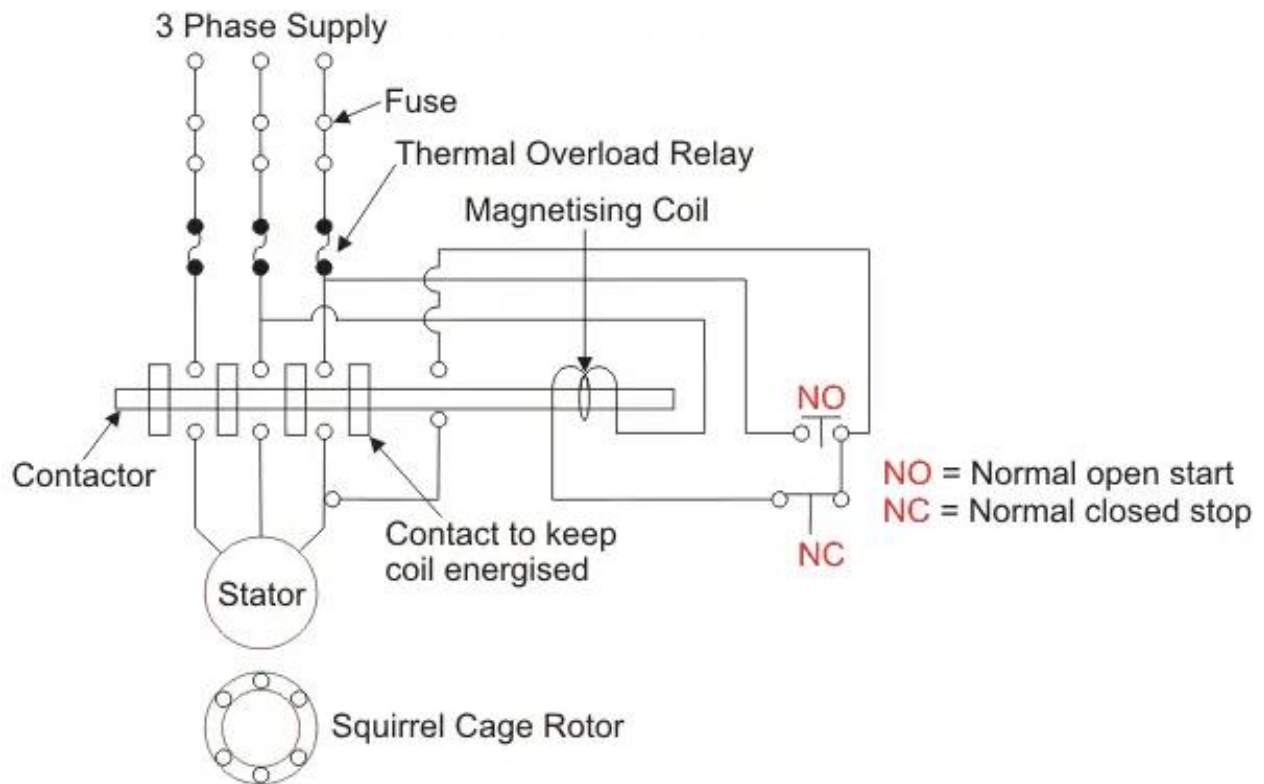 3 Phase Supply
Fuse
Thermal Overload Relay
Magnetising Coil
NO
Contactor
NO = Normal open start
NC = Normal closed stop
Contact to keep
coil energised
NC
Stator
Squirrel Cage Rotor